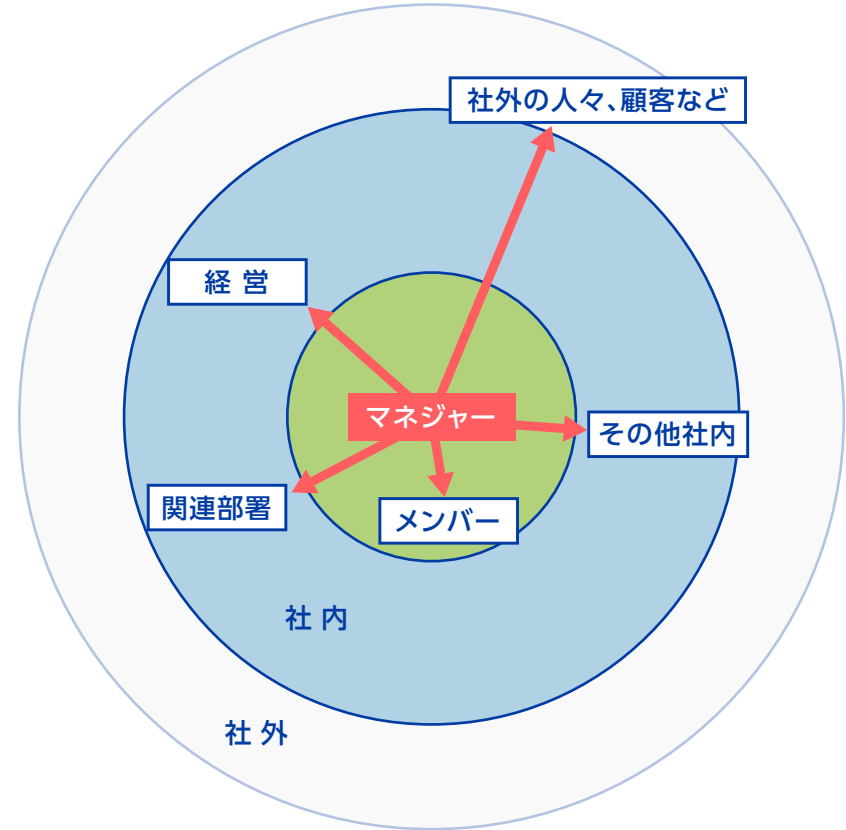 社外の人々、顧客など
経 営
マネジャー
その他社内
関連部署
メンバー
社 内
社 外